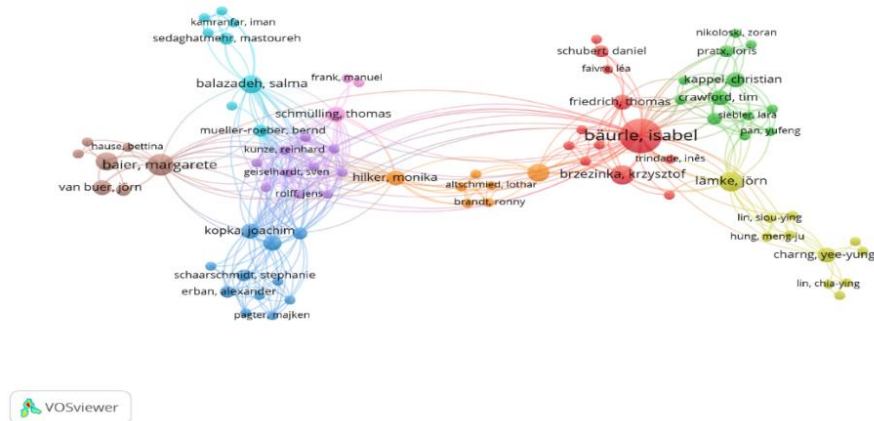 kamranfar, iman
sedaghatmehr, mastoureh
balazadeh, salma
frank, manuel
schmülling, thomas
mueller-roeber, bernd
kunze, reinhard
hause, bettina
baier, margarete
geiselhardt, sven
van buer, jörn
rolff, jens
hilker, monika
kopka, joachim
schaarschmidt, stephanie
erban, alexander
pagter, majken
altschmied, lothar
brandt, ronny
nikoloski, zoran
schubert, daniel
pratx, loris
faivre, léa
kappel, christian
friedrich, thomas
crawford, tim
siebler, lara
bäurle, isabel
pan, yufeng
trindade, inês
brzezinka, krzysztof
lämke, jörn
lin, siou-ying
hung, meng-ju
charng, yee-yung
lin, chia-ying
VOSviewer